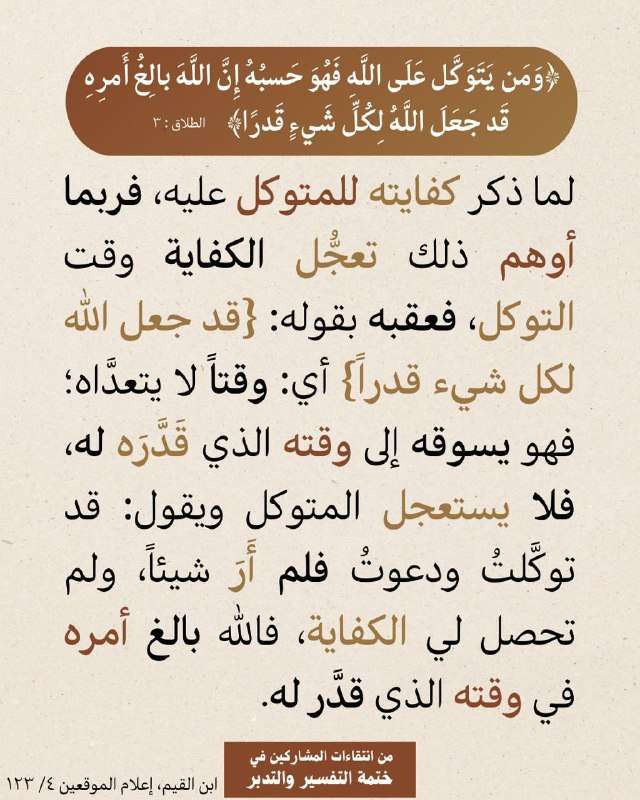 ﴿وَمَن يَتَوَكَّل عَلَى اللَّهِ فَهُوَ حَسبُهُ إِنَّ اللَّهَ بالِغُ أَمرِهِ
قَد جَعَلَ اللَّهُ لِكُلِّ شَيءٍ قَدرًا﴾ الطلاق: ٣
لما ذكر كفايته للمتوكل عليه، فربما
أوهم ذلك تعجُّل الكفاية وقت
التوكل، فعقبه بقوله: {قد جعل الله
لكل شيء قدراً} أي: وقتاً لا يتعدَّاه؛
فهو يسوقه إلى وقته الذي قَدَّرَه له،
فلا يستعجل المتوكل ويقول: قد
توكَّلتُ ودعوتُ فلم أَرَ شيئاً، ولم
تحصل لي الكفاية، فالله بالغ أمره
في وقته الذي قدَّر له.
من انتقاءات المشاركين في
ختمة التفسير والتدبر
ابن القيم، إعلام الموقعين ٤/ ١٢٣